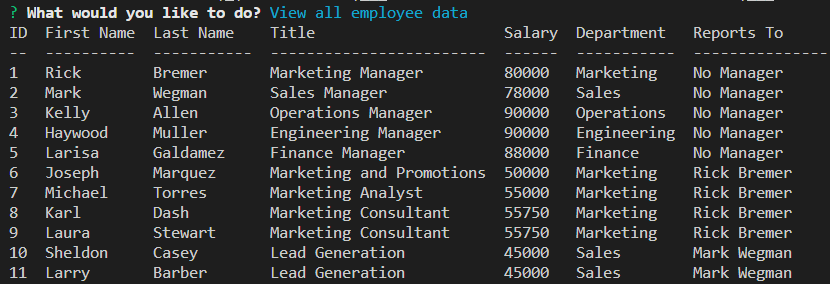 ? What would you like to do? View all employee data
ID  First Name  Last Name    Title                    Salary  Department   Reports To
--  ----------  -----------  -----------------------  ------  -----------  ---------------
1   Rick        Bremer       Marketing Manager        80000   Marketing    No Manager
2   Mark        Wegman       Sales Manager            78000   Sales        No Manager
3   Kelly       Allen        Operations Manager       90000   Operations   No Manager
4   Haywood     Muller       Engineering Manager      90000   Engineering  No Manager
5   Larisa      Galdamez     Finance Manager          88000   Finance      No Manager
6   Joseph      Marquez      Marketing and Promotions 50000   Marketing    Rick Bremer
7   Michael     Torres       Marketing Analyst        55000   Marketing    Rick Bremer
8   Karl        Dash         Marketing Consultant     55750   Marketing    Rick Bremer
9   Laura       Stewart      Marketing Consultant     55750   Marketing    Rick Bremer
10  Sheldon     Casey        Lead Generation          45000   Sales        Mark Wegman
11  Larry       Barber       Lead Generation          45000   Sales        Mark Wegman